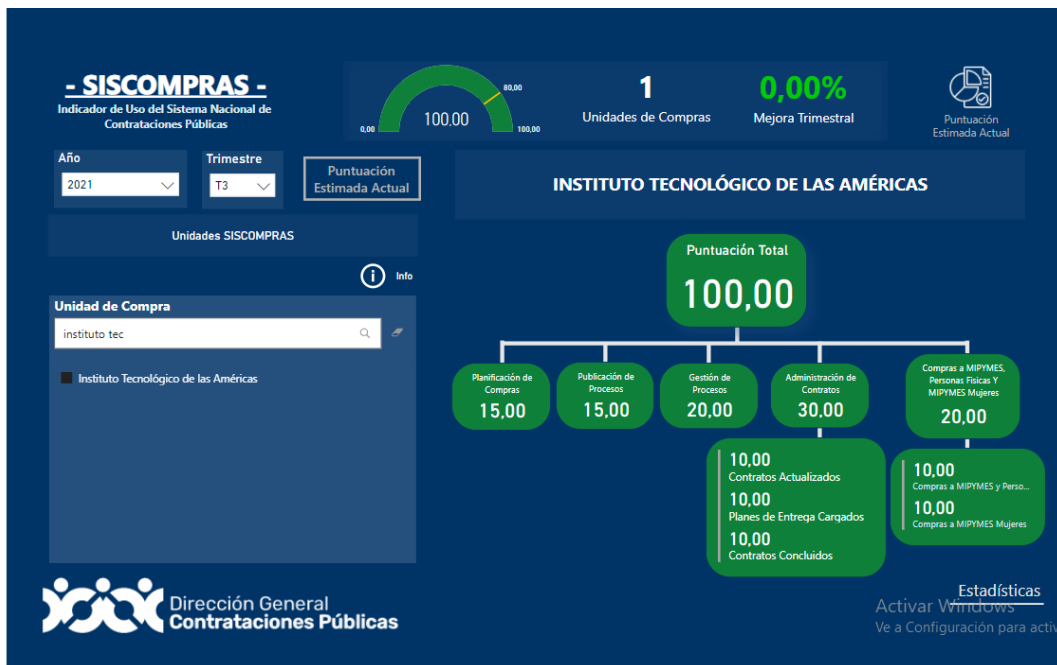 - SISCOMPRAS -
Indicador de Uso del Sistema Nacional de
Contrataciones Públicas
0,00
100,00
80,00
100,00
1
Unidades de Compras
0,00%
Mejora Trimestral
Puntuación
Estimada Actual
Año
2021
Trimestre
T3
Puntuación
Estimada Actual
INSTITUTO TECNOLÓGICO DE LAS AMÉRICAS
Unidades SISCOMPRAS
i Info
Unidad de Compra
instituto tec
Instituto Tecnológico de las Américas
Puntuación Total
100,00
Planificación de
Compras
15,00
Publicación de
Procesos
15,00
Gestión de
Procesos
20,00
Administración de
Contratos
30,00
Compras a MIPYMES,
Personas Fisicas Y
MIPYMES Mujeres
20,00
10,00
Contratos Actualizados
10,00
Planes de Entrega Cargados
10,00
Contratos Concluidos
10,00
Compras a MIPYMES y Perso...
10,00
Compras a MIPYMES Mujeres
Dirección General
Contrataciones Públicas
Estadísticas
Activar Windows
Ve a Configuración para activ